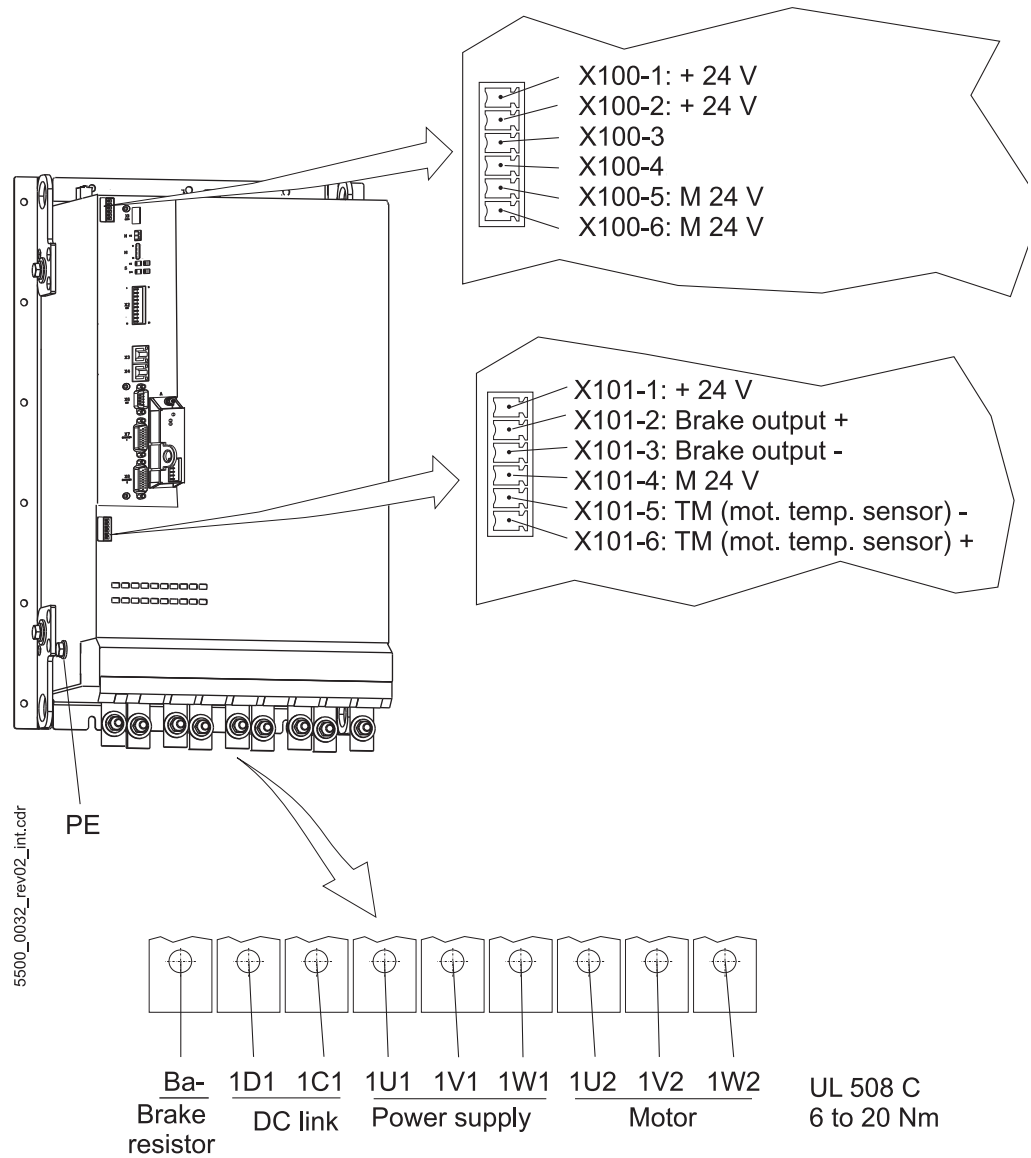 X100-1: + 24 V
X100-2: + 24 V
X100-3
X100-4
X100-5: M 24 V
X100-6: M 24 V
X101-1: + 24 V
X101-2: Brake output +
X101-3: Brake output -
X101-4: M 24 V
X101-5: TM (mot. temp. sensor) -
X101-6: TM (mot. temp. sensor) +
X3
X4
PE
5500_0032_rev02_int.cdr
Ba- 1D1 1C1 1U1 1V1 1W1 1U2 1V2 1W2
Brake resistor
DC link
Power supply
Motor
UL 508 C
6 to 20 Nm